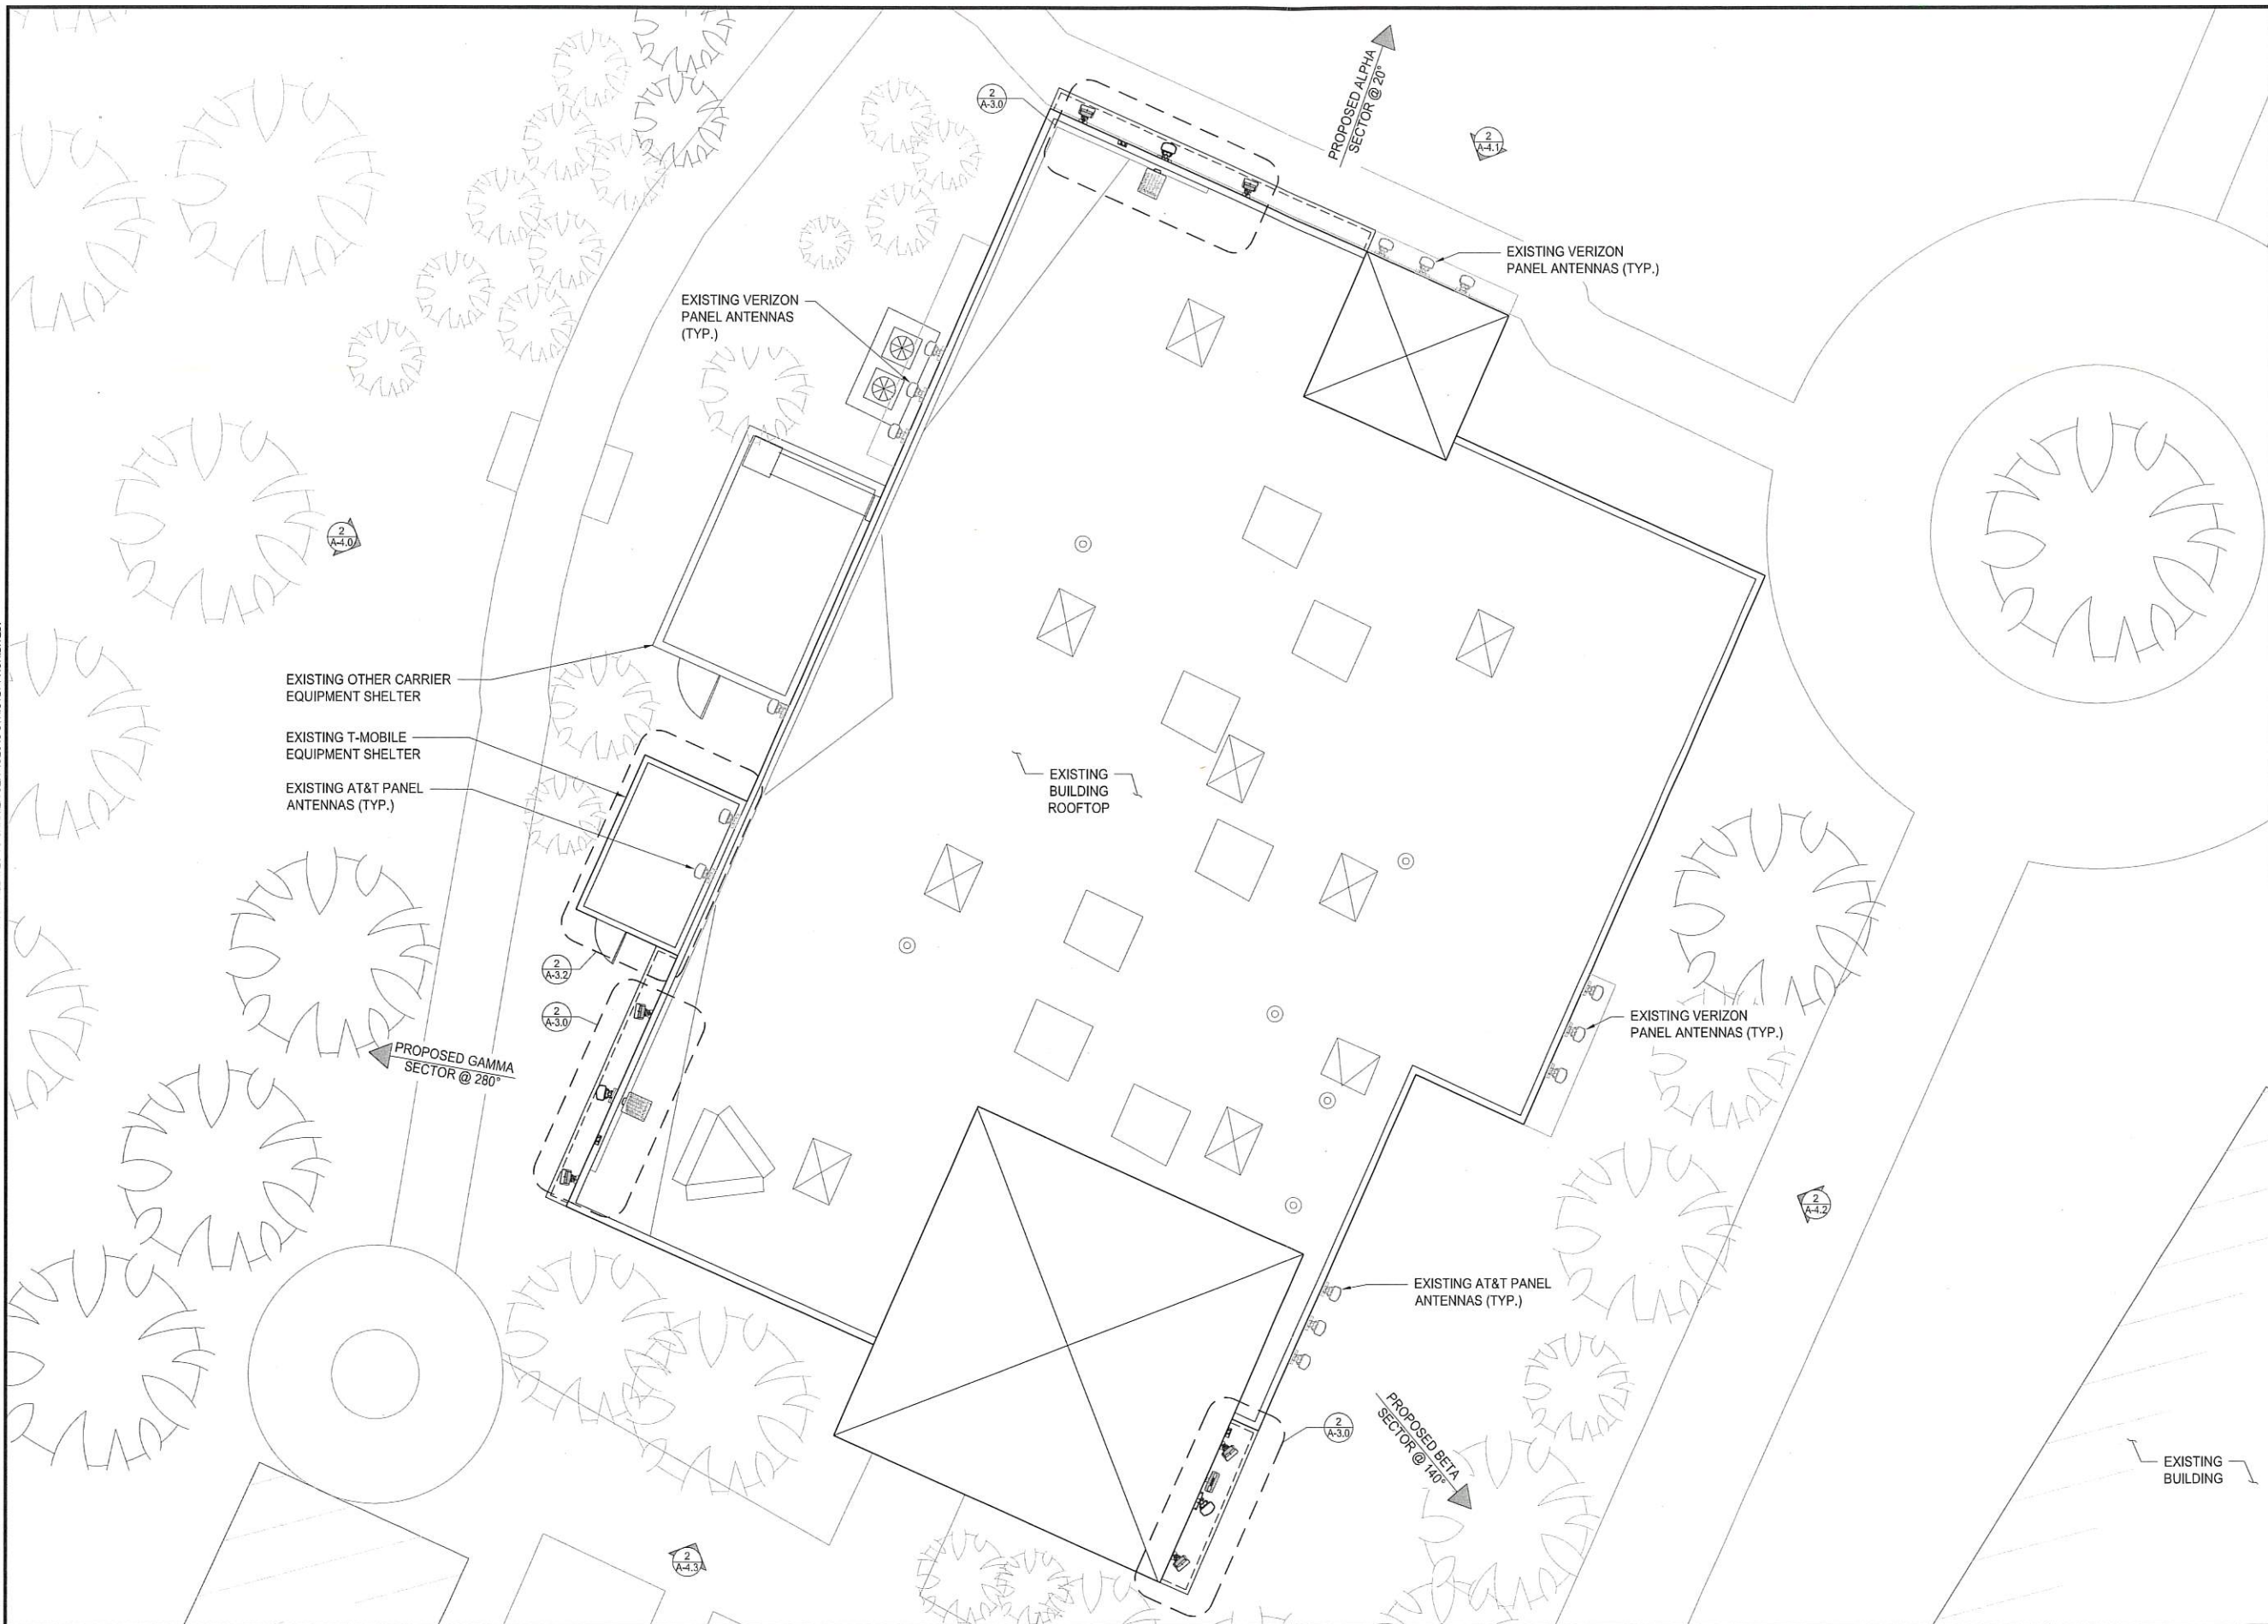 PROPOSED ALPHA
SECTOR @ 20°
2
A-3.0
2
A-4.1
EXISTING VERIZON
PANEL ANTENNAS (TYP.)
EXISTING VERIZON
PANEL ANTENNAS
(TYP.)
2
A-4.0
EXISTING OTHER CARRIER
EQUIPMENT SHELTER
EXISTING T-MOBILE
EQUIPMENT SHELTER
EXISTING AT&T PANEL
ANTENNAS (TYP.)
EXISTING
BUILDING
ROOFTOP
2
A-3.2
2
A-3.0
PROPOSED GAMMA
SECTOR @ 280°
EXISTING VERIZON
PANEL ANTENNAS (TYP.)
2
A-4.2
EXISTING AT&T PANEL
ANTENNAS (TYP.)
2
A-3.0
PROPOSED BETA
SECTOR @ 140°
EXISTING
BUILDING
2
A-4.3